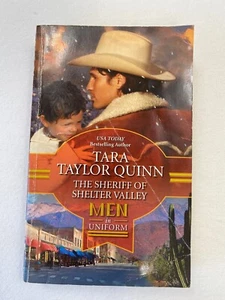 USA TODAY
Bestselling Author
TARA
TAYLOR QUINN
THE SHERIFF OF
SHELTER VALLEY
MEN
in
UNIFORM